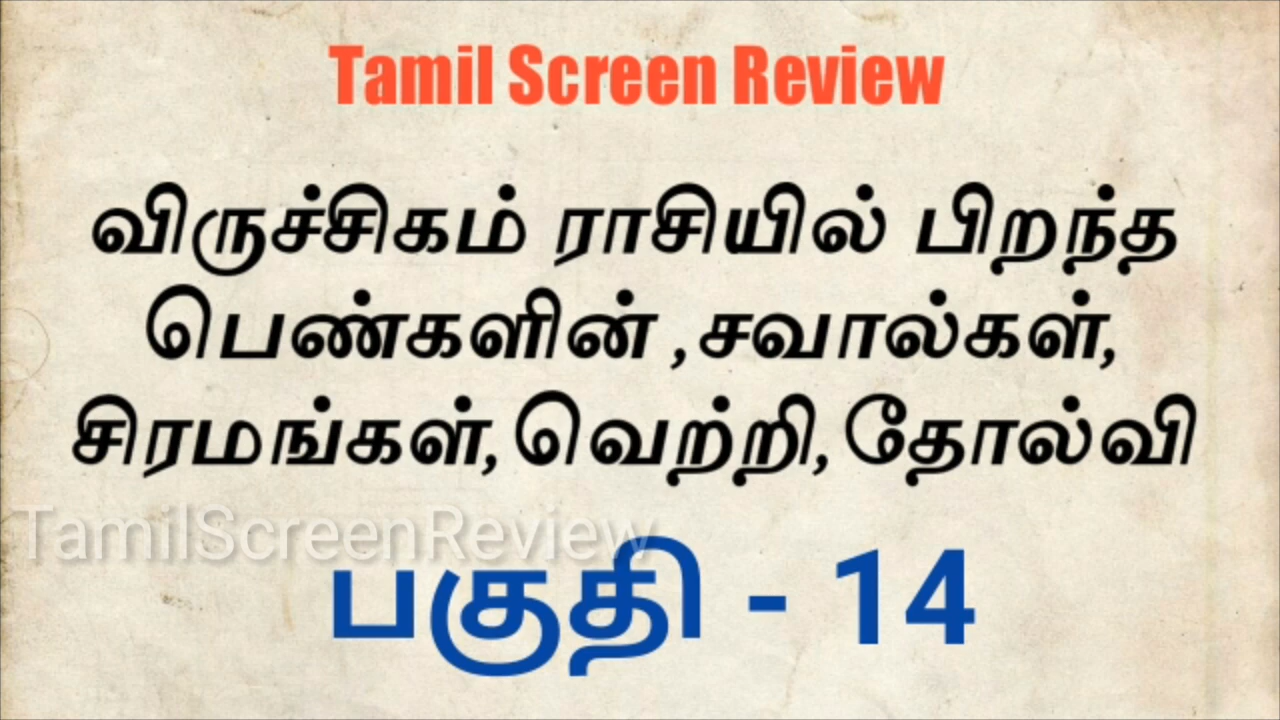 Tamil Screen Review
விருச்சிகம் ராசியில் பிறந்த
பெண்களின் ,சவால்கள்,
சிரமங்கள்,வெற்றி,தோல்வி
TamilScreenReview
பகுதி - 14